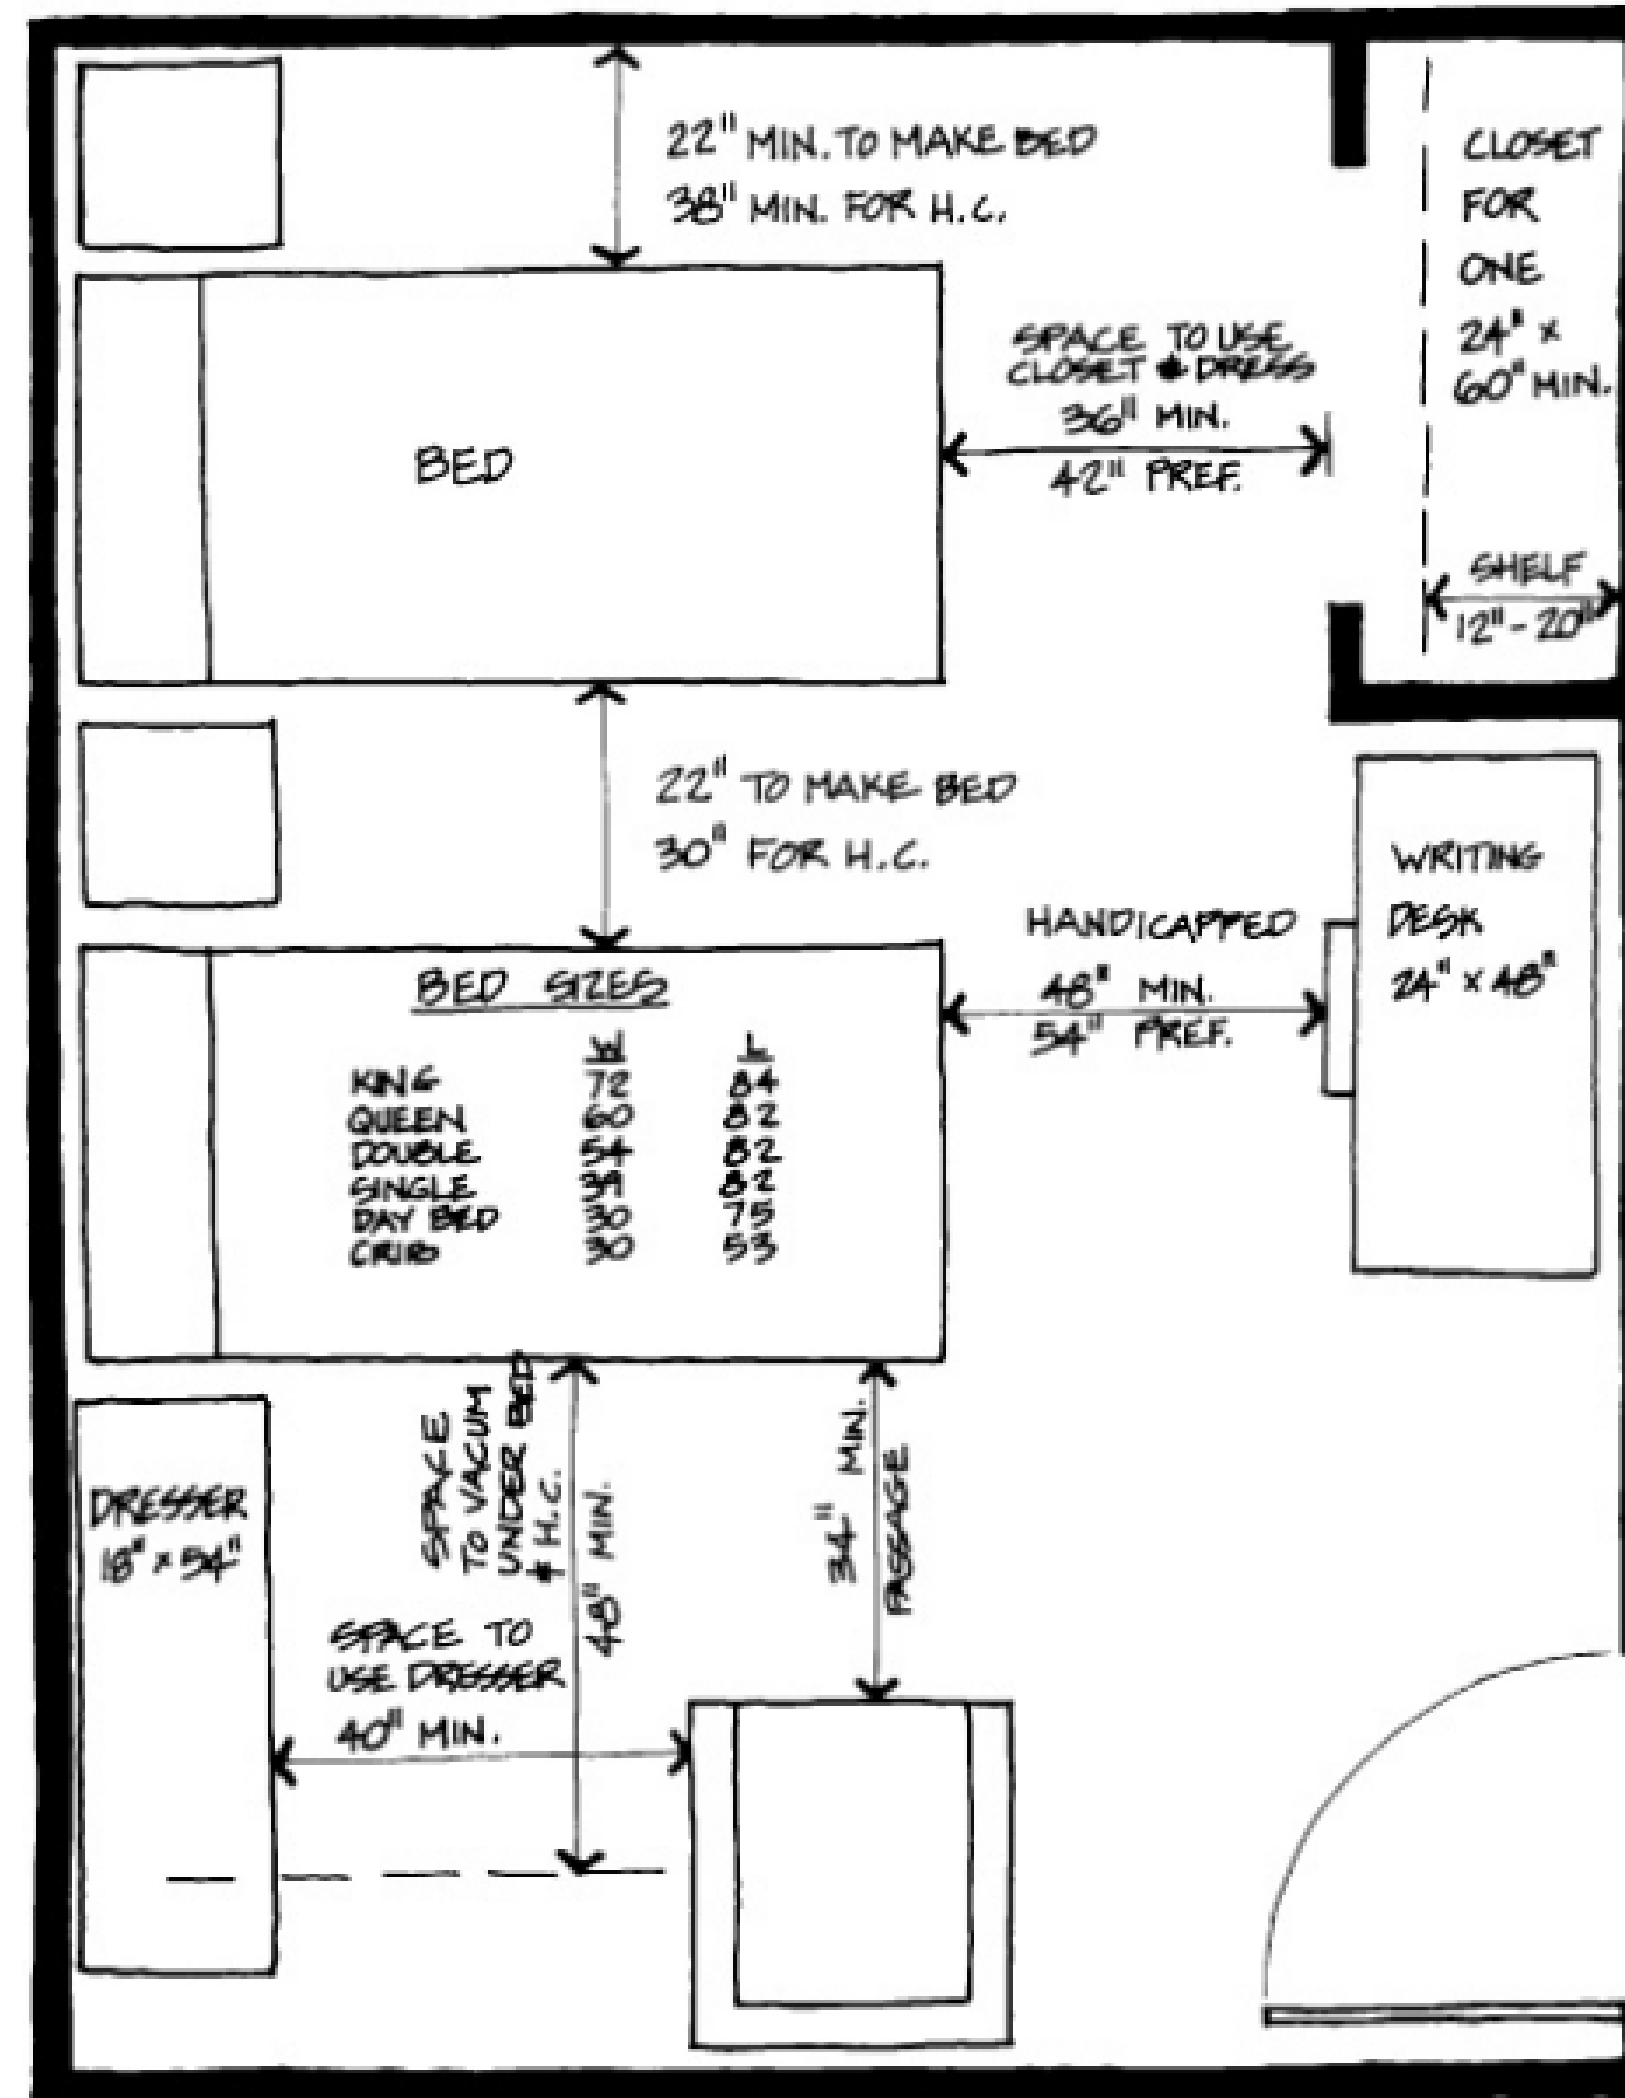 22" MIN. TO MAKE BED
38" MIN. FOR H.C.
CLOSET
FOR
ONE
24" x
60" MIN.
SPACE TO USE
CLOSET & DRESS
36" MIN.
42" PREF.
BED
SHELF
12" - 20"
22" TO MAKE BED
30" FOR H.C.
WRITING
DESK
24" x 48"
HANDICAPPED
48" MIN.
54" PREF.
BED SIZES
W L
KING 72 84
QUEEN 60 82
DOUBLE 54 82
SINGLE 39 82
DAY BED 30 75
CRIB 30 53
SPACE
TO VACUM
UNDER BED
& H.C.
48" MIN.
34" MIN.
PASSAGE
DRESSER
18" x 54"
SPACE TO
USE DRESSER
40" MIN.